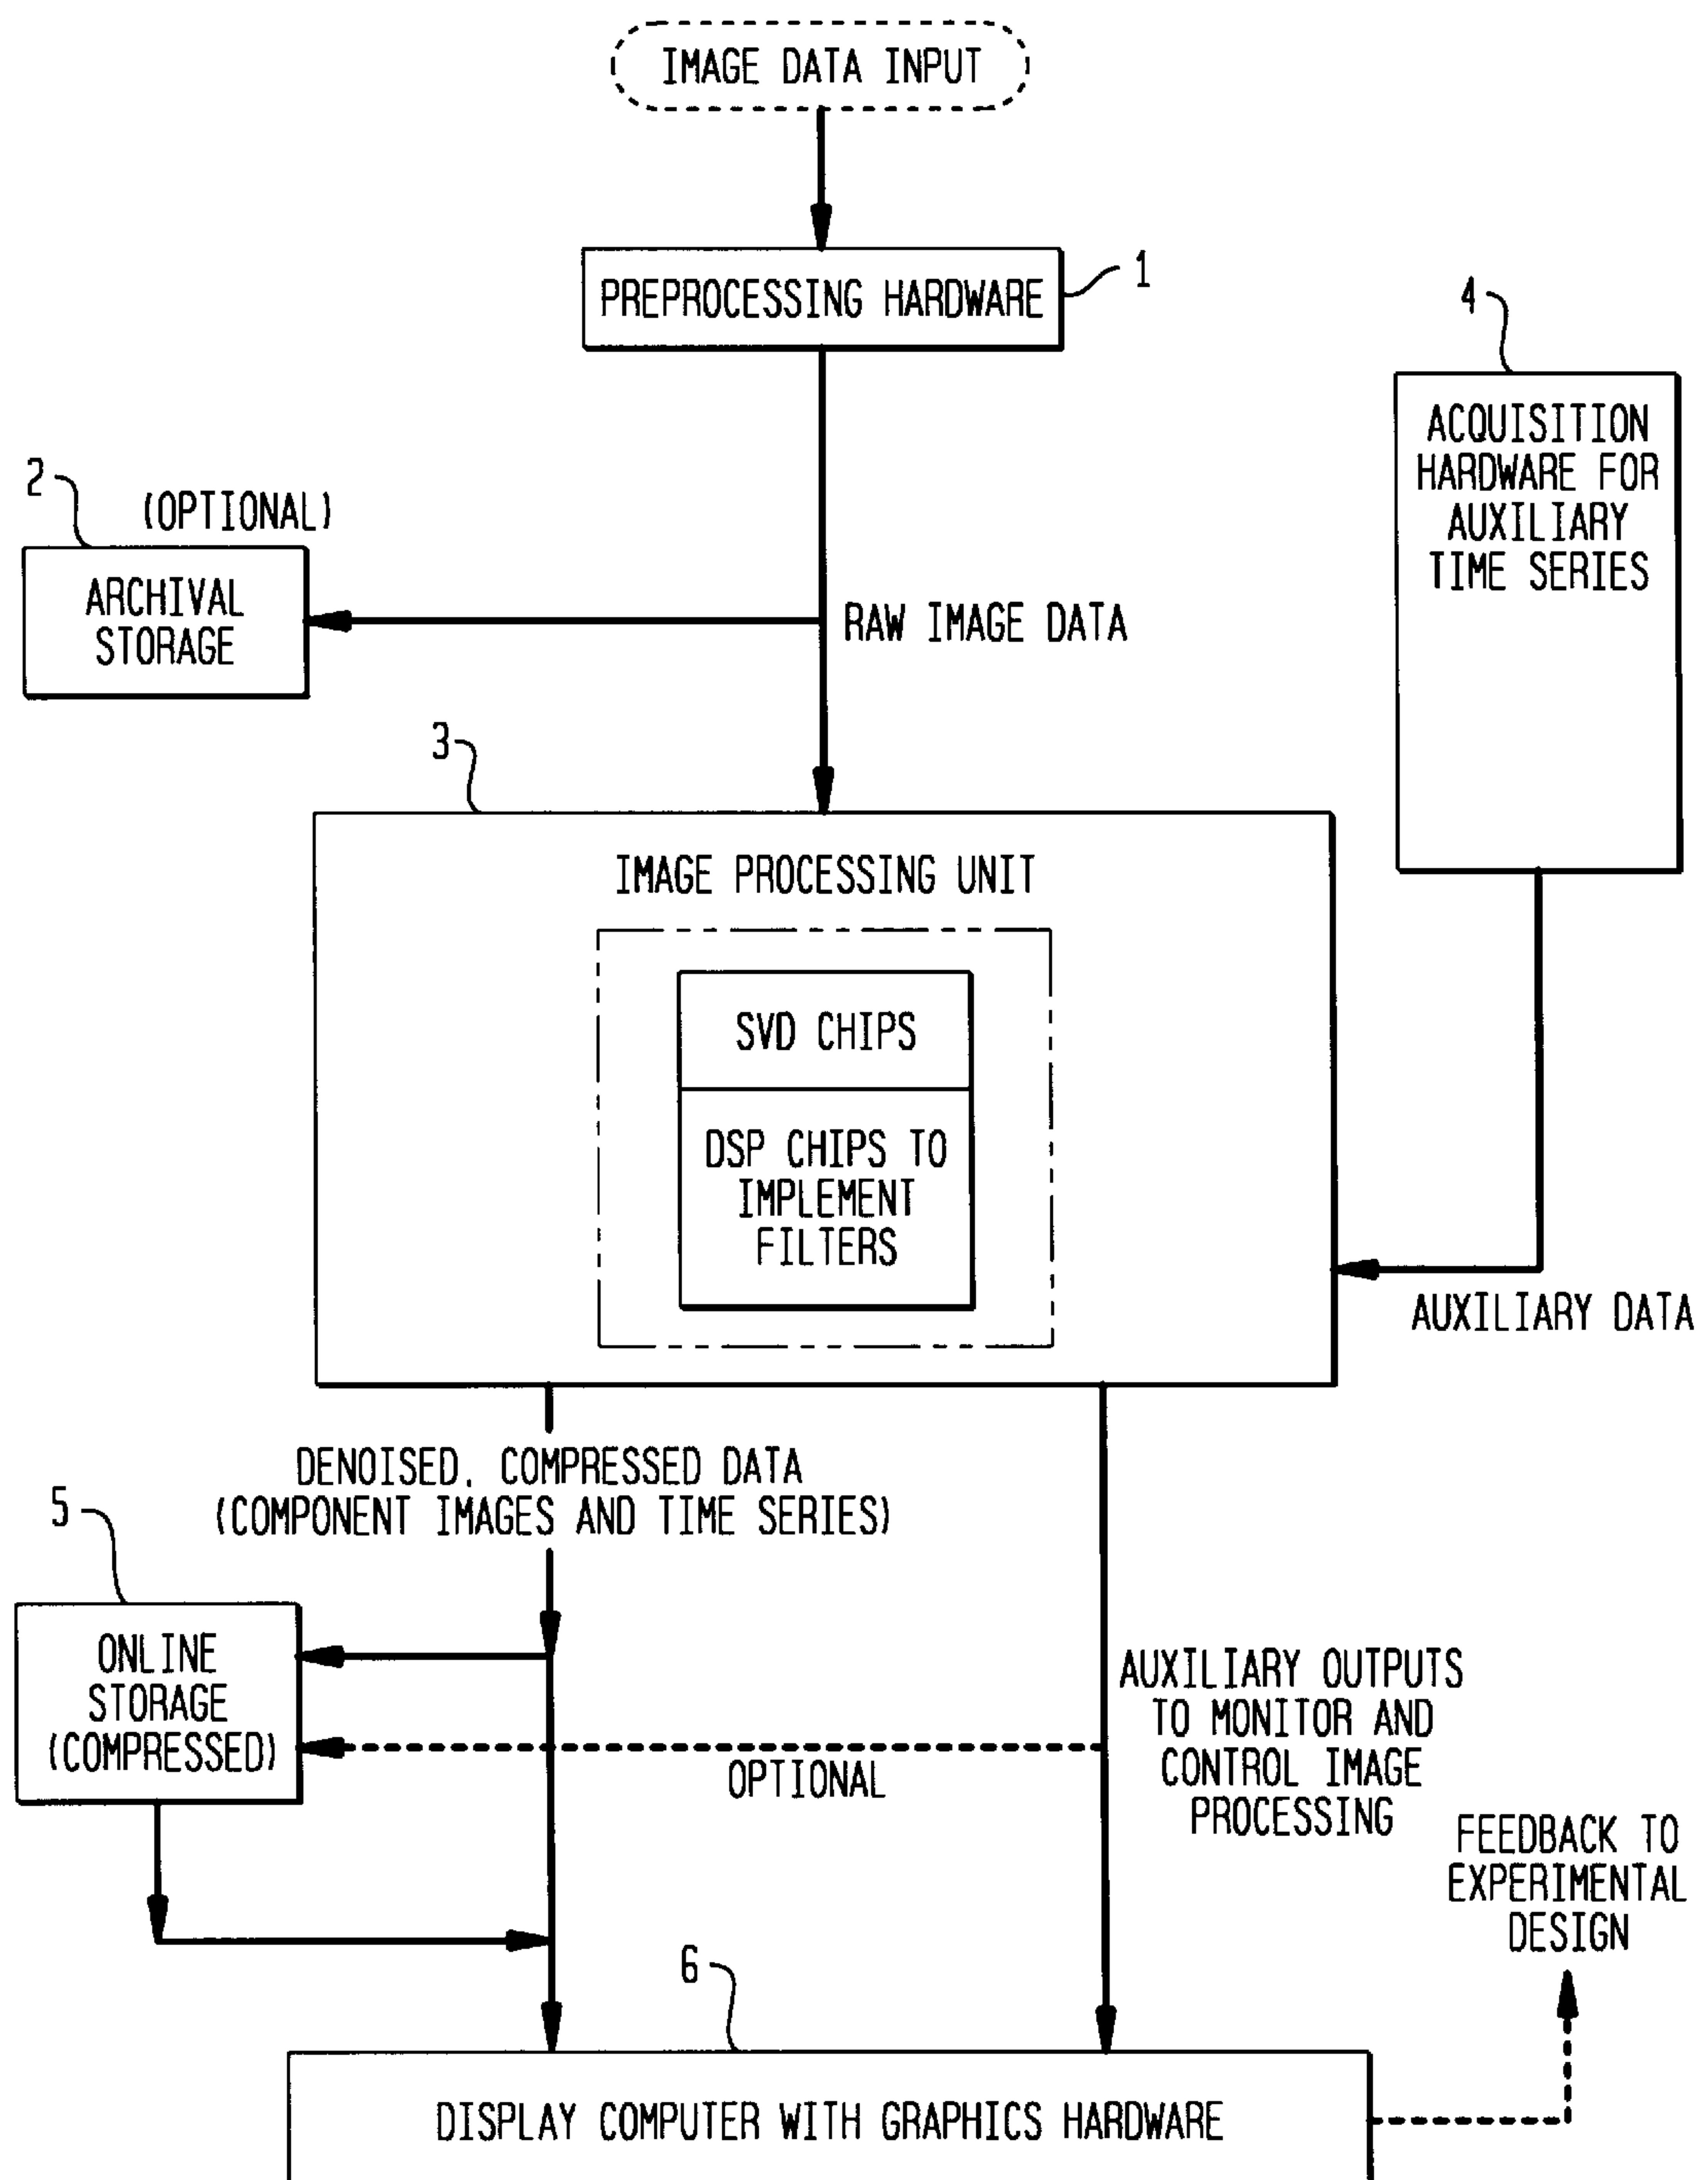 IMAGE DATA INPUT
PREPROCESSING HARDWARE
1
4
ACQUISITION
HARDWARE FOR
AUXILIARY
TIME SERIES
2
(OPTIONAL)
ARCHIVAL
STORAGE
RAW IMAGE DATA
3
IMAGE PROCESSING UNIT
SVD CHIPS
DSP CHIPS TO
IMPLEMENT
FILTERS
AUXILIARY DATA
DENOISED, COMPRESSED DATA
(COMPONENT IMAGES AND TIME SERIES)
5
ONLINE
STORAGE
(COMPRESSED)
OPTIONAL
AUXILIARY OUTPUTS
TO MONITOR AND
CONTROL IMAGE
PROCESSING
FEEDBACK TO
EXPERIMENTAL
DESIGN
6
DISPLAY COMPUTER WITH GRAPHICS HARDWARE